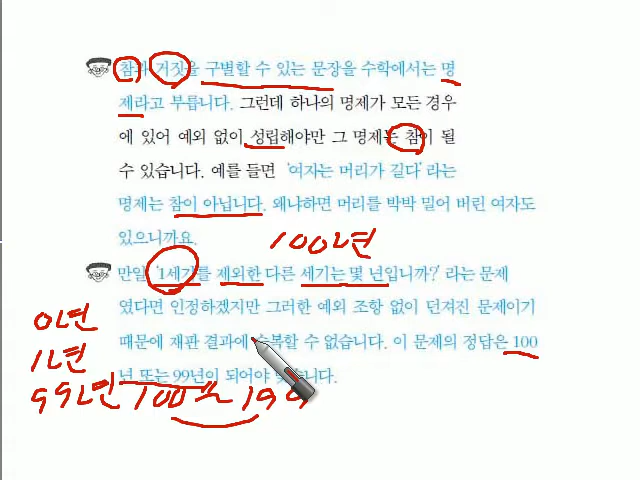 참과 거짓을 구별할 수 있는 문장을 수학에서는 명
제라고 부릅니다. 그런데 하나의 명제가 모든 경우
에 있어 예외 없이 성립해야만 그 명제는 참이 될
수 있습니다. 예를 들면 '여자는 머리가 길다' 라는
명제는 참이 아닙니다. 왜냐하면 머리를 박박 밀어 버린 여자도
있으니까요.
100년
만일 '1세기를 제외한 다른 세기는 몇 년입니까?' 라는 문제
였다면 인정하겠지만 그러한 예외 조항 없이 던져진 문제이기
0년
때문에 재판 결과에 승복할 수 없습니다. 이 문제의 정답은 100
1년
년 또는 99년이 되어야 맞습니다.
99년 100년 199